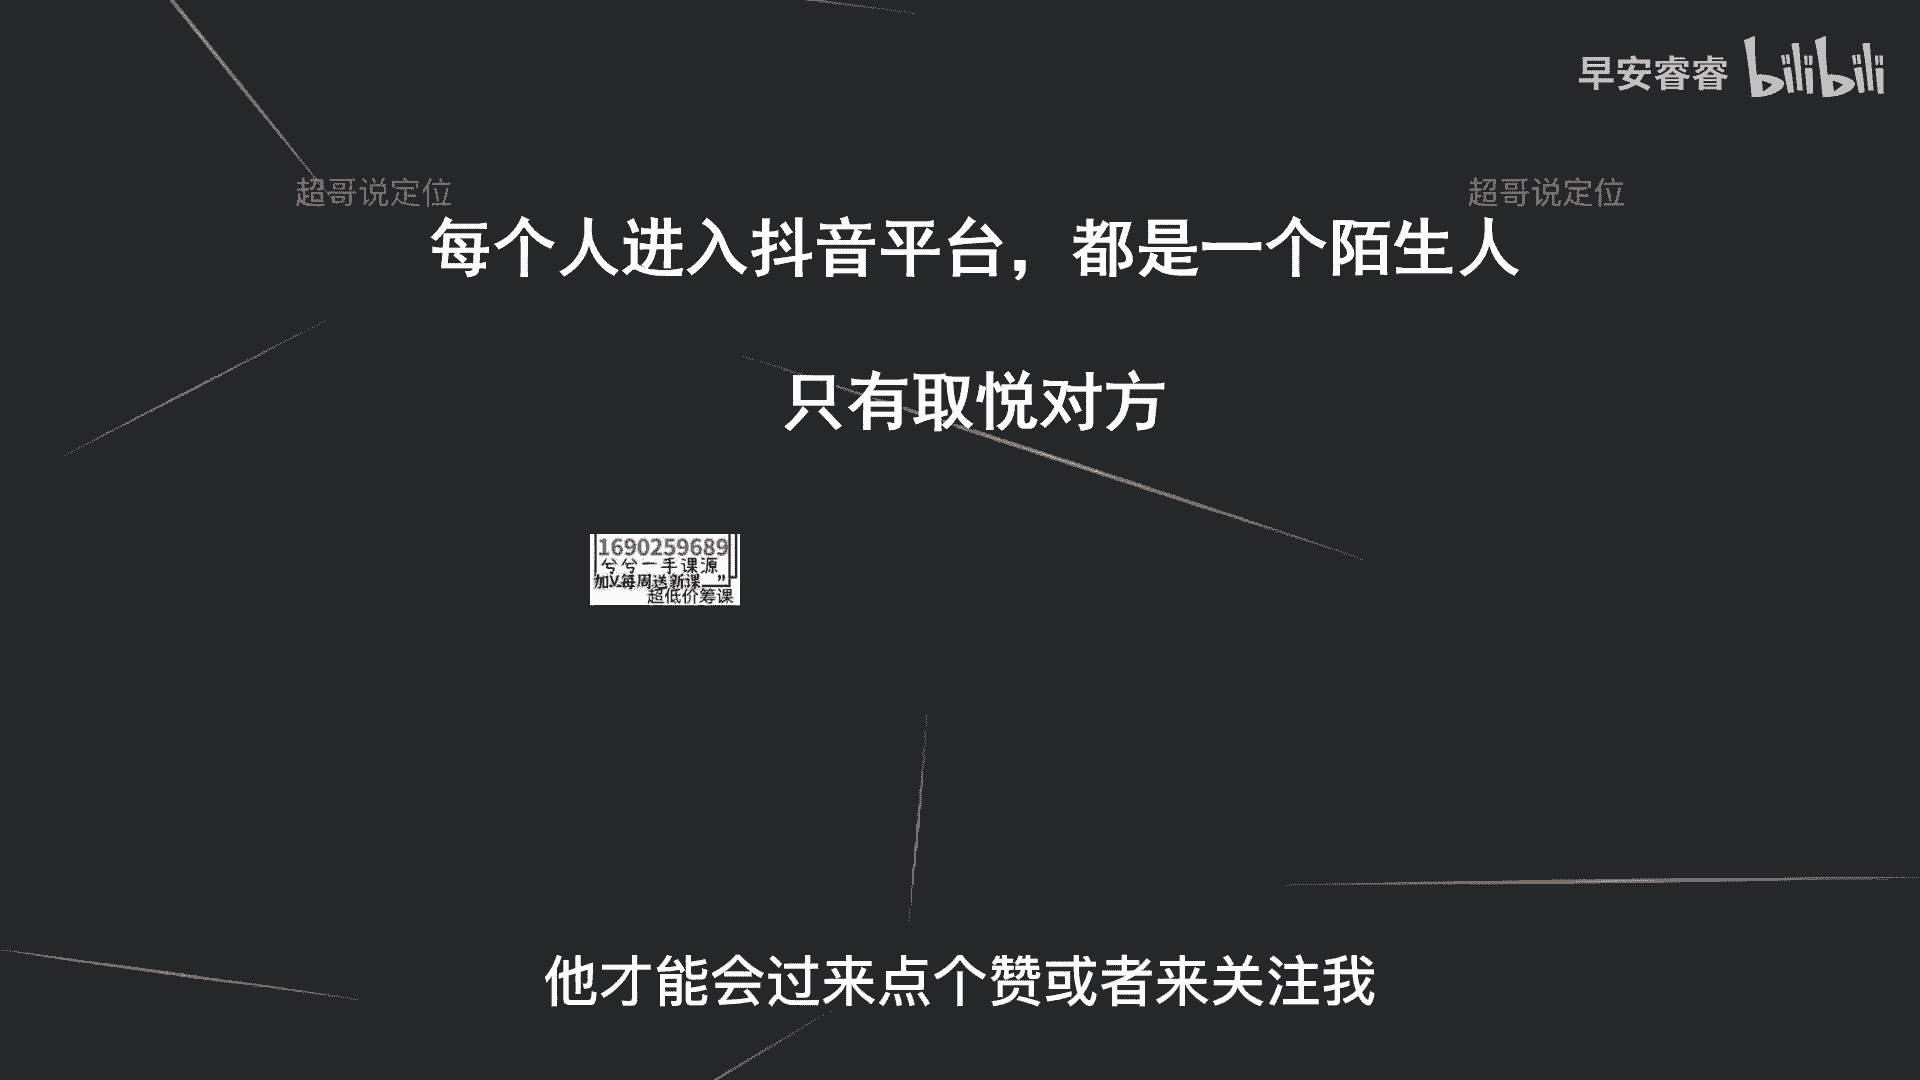 早安睿睿 bilibili
超哥说定位 超哥说定位
每个人进入抖音平台，都是一个陌生人
只有取悦对方
1690259689
兮兮一手课源
加V每周送新课 ”
超低价筹课
他才能会过来点个赞或者来关注我